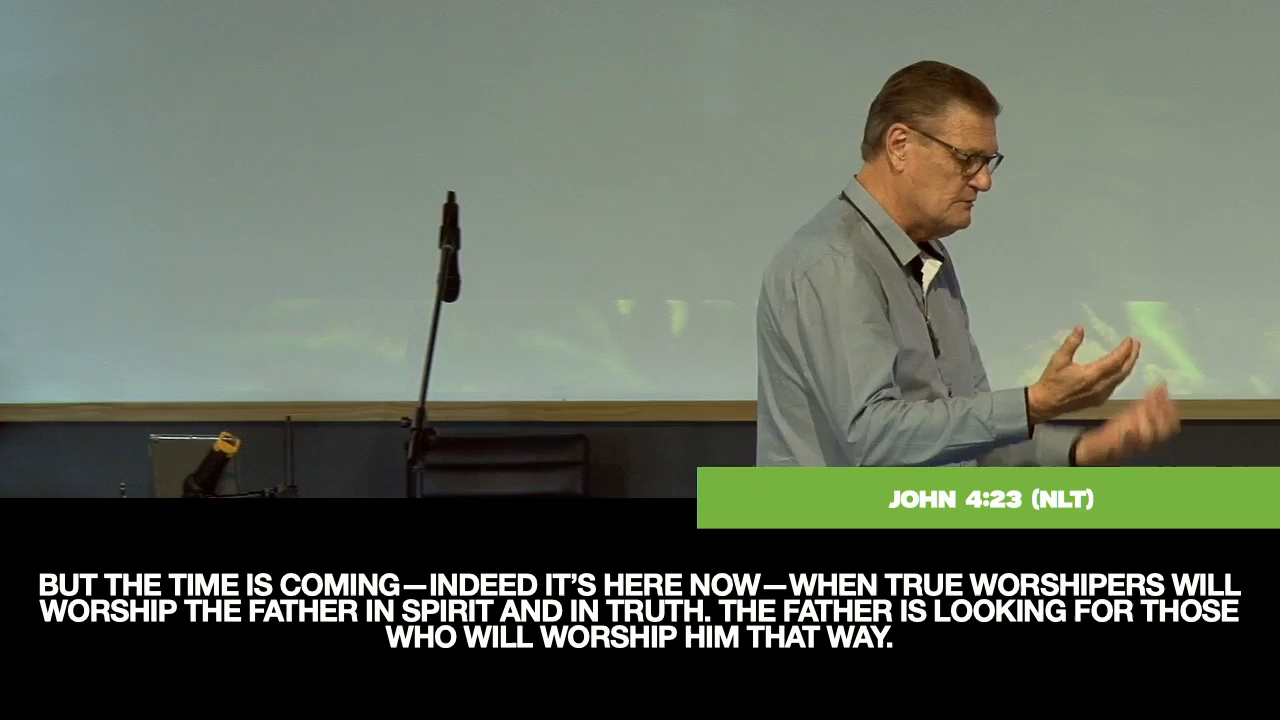 JOHN 4:23 (NLT)
BUT THE TIME IS COMING—INDEED IT’S HERE NOW—WHEN TRUE WORSHIPERS WILL
WORSHIP THE FATHER IN SPIRIT AND IN TRUTH. THE FATHER IS LOOKING FOR THOSE
WHO WILL WORSHIP HIM THAT WAY.